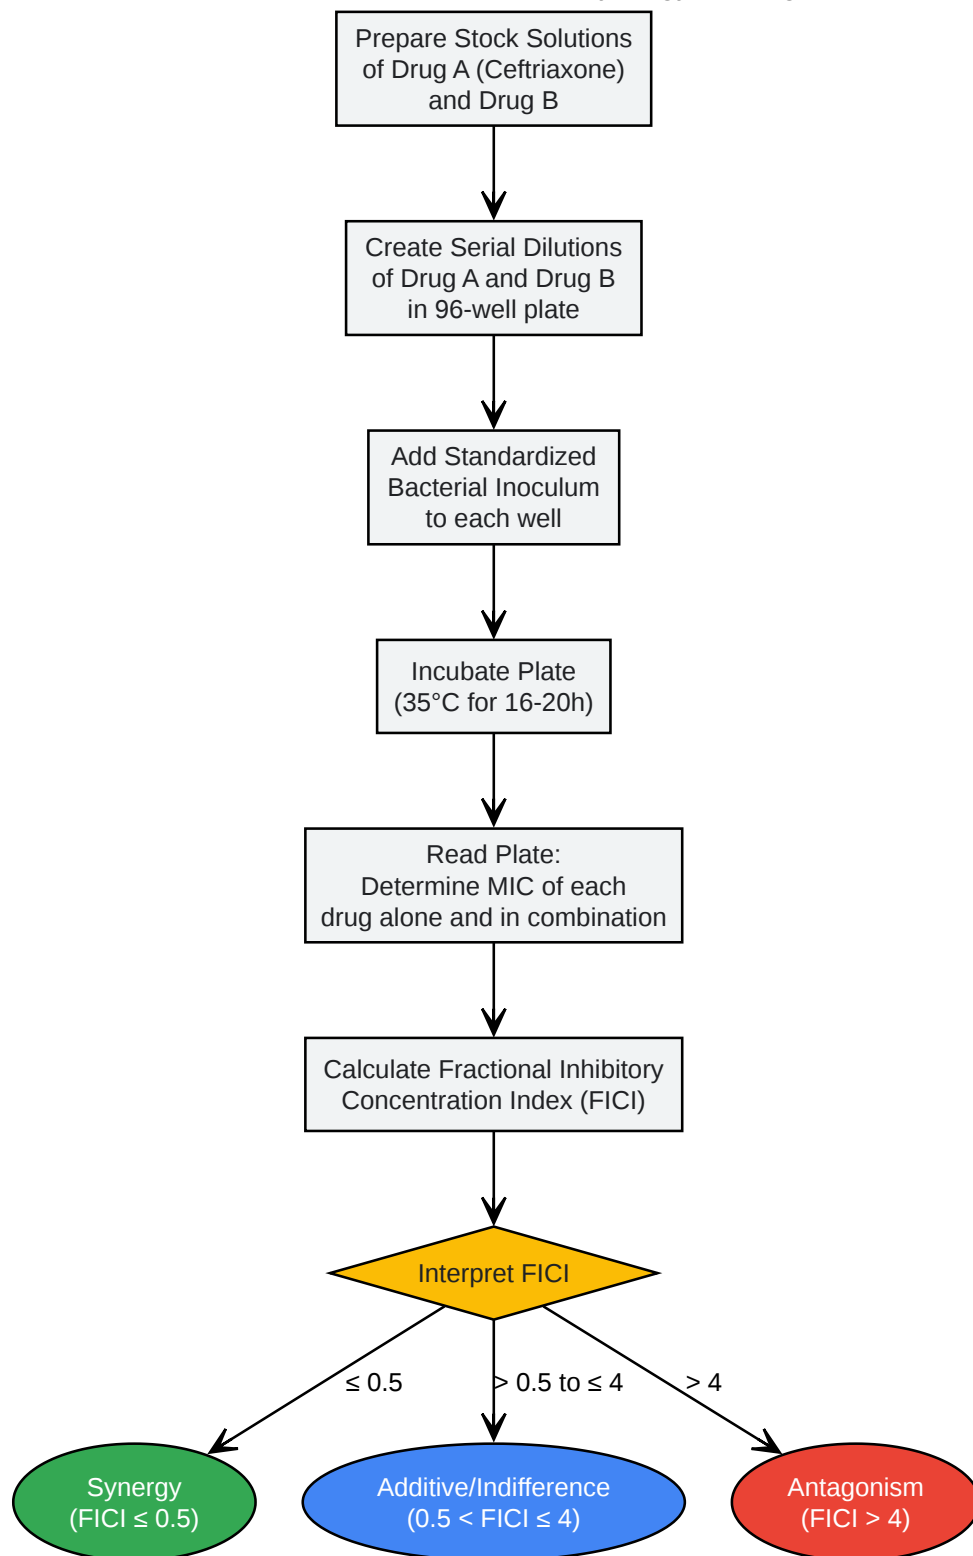 Prepare Stock Solutions
of Drug A (Ceftriaxone)
and Drug B
Create Serial Dilutions
of Drug A and Drug B
in 96-well plate
Add Standardized
Bacterial Inoculum
to each well
Incubate Plate
(35°C for 16-20h)
Read Plate:
Determine MIC of each
drug alone and in combination
Calculate Fractional Inhibitory
Concentration Index (FICI)
Interpret FICI
≤ 0.5
> 0.5 to ≤ 4
> 4
Synergy
(FICI ≤ 0.5)
Additive/Indifference
(0.5 < FICI ≤ 4)
Antagonism
(FICI > 4)